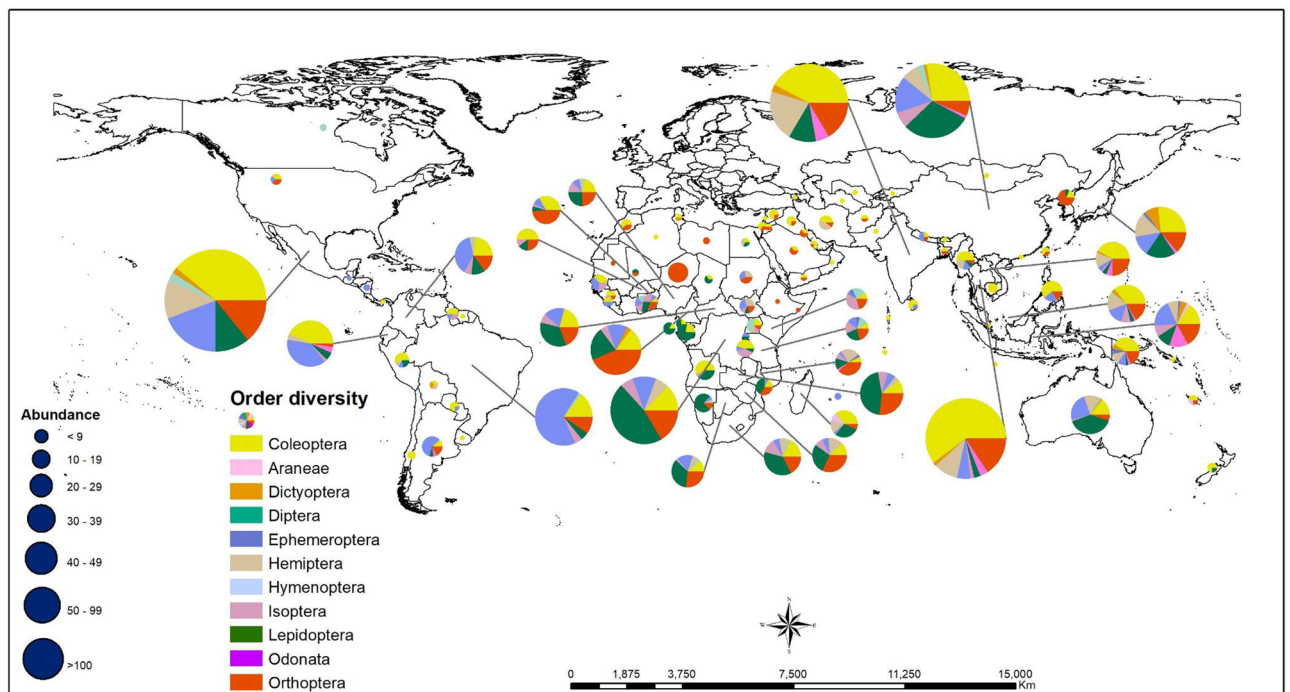 Order diversity
Abundance
< 9
10 - 19
20 - 29
30 - 39
40 - 49
50 - 99
>100
Coleoptera
Araneae
Dictyoptera
Diptera
Ephemeroptera
Hemiptera
Hymenoptera
Isoptera
Lepidoptera
Odonata
Orthoptera
N
W E
S
0 1,875 3,750 7,500 11,250 15,000
Km